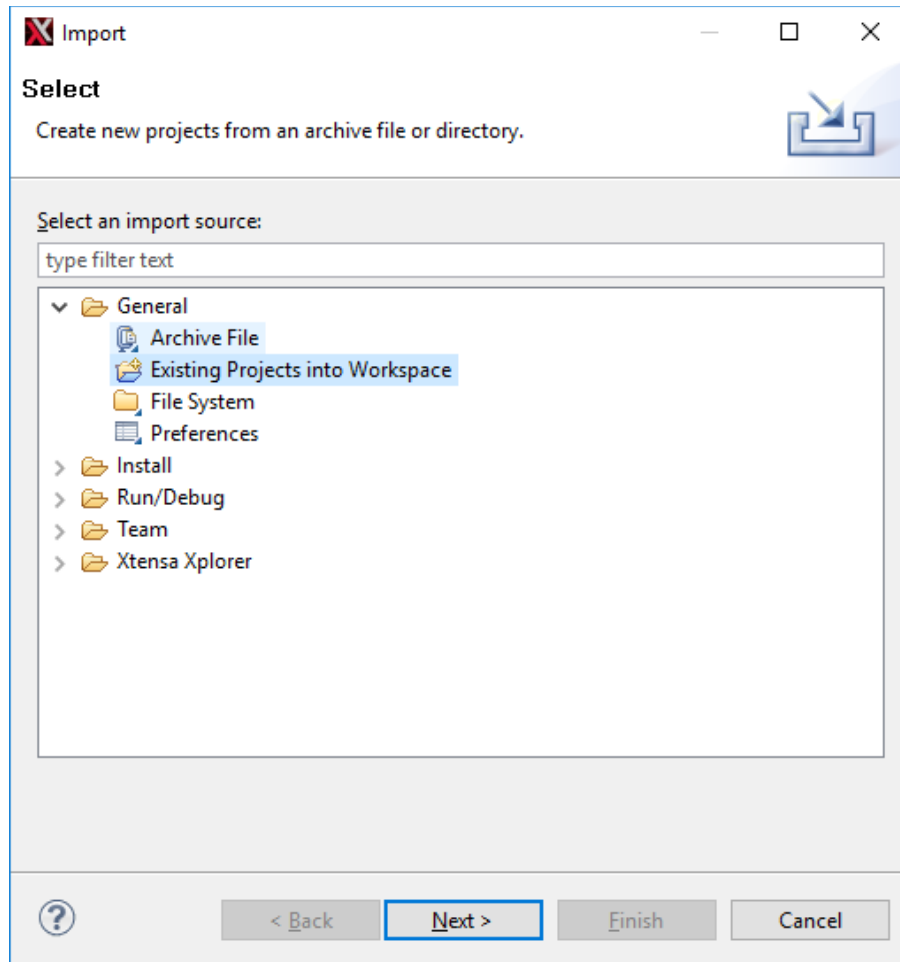 Import
Select
Create new projects from an archive file or directory.
Select an import source:
type filter text
General
Archive File
Existing Projects into Workspace
File System
Preferences
Install
Run/Debug
Team
Xtensa Xplorer
?
< Back
Next >
Finish
Cancel